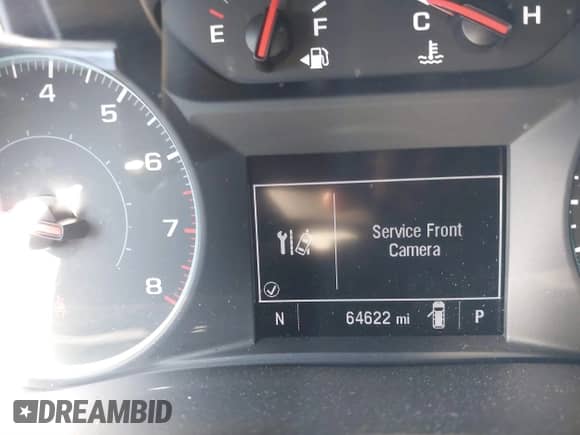 E F C H
4
5
6
7
8
Service Front
Camera
N 64622 mi P
DREAMBID